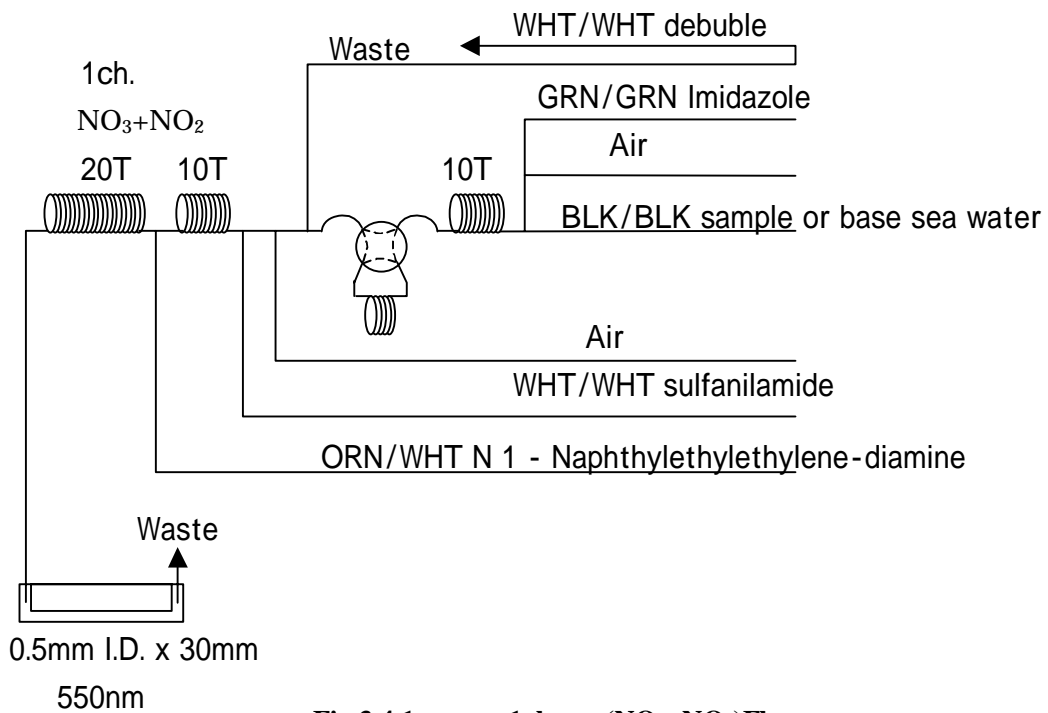 WHT/WHT debuble
Waste
1ch.
NO3+NO2
GRN/GRN Imidazole
Air
20T
10T
10T
BLK/BLK sample or base sea water
Air
WHT/WHT sulfanilamide
ORN/WHT N 1 - Naphthylethylethylene-diamine
Waste
0.5mm I.D. x 30mm
550nm